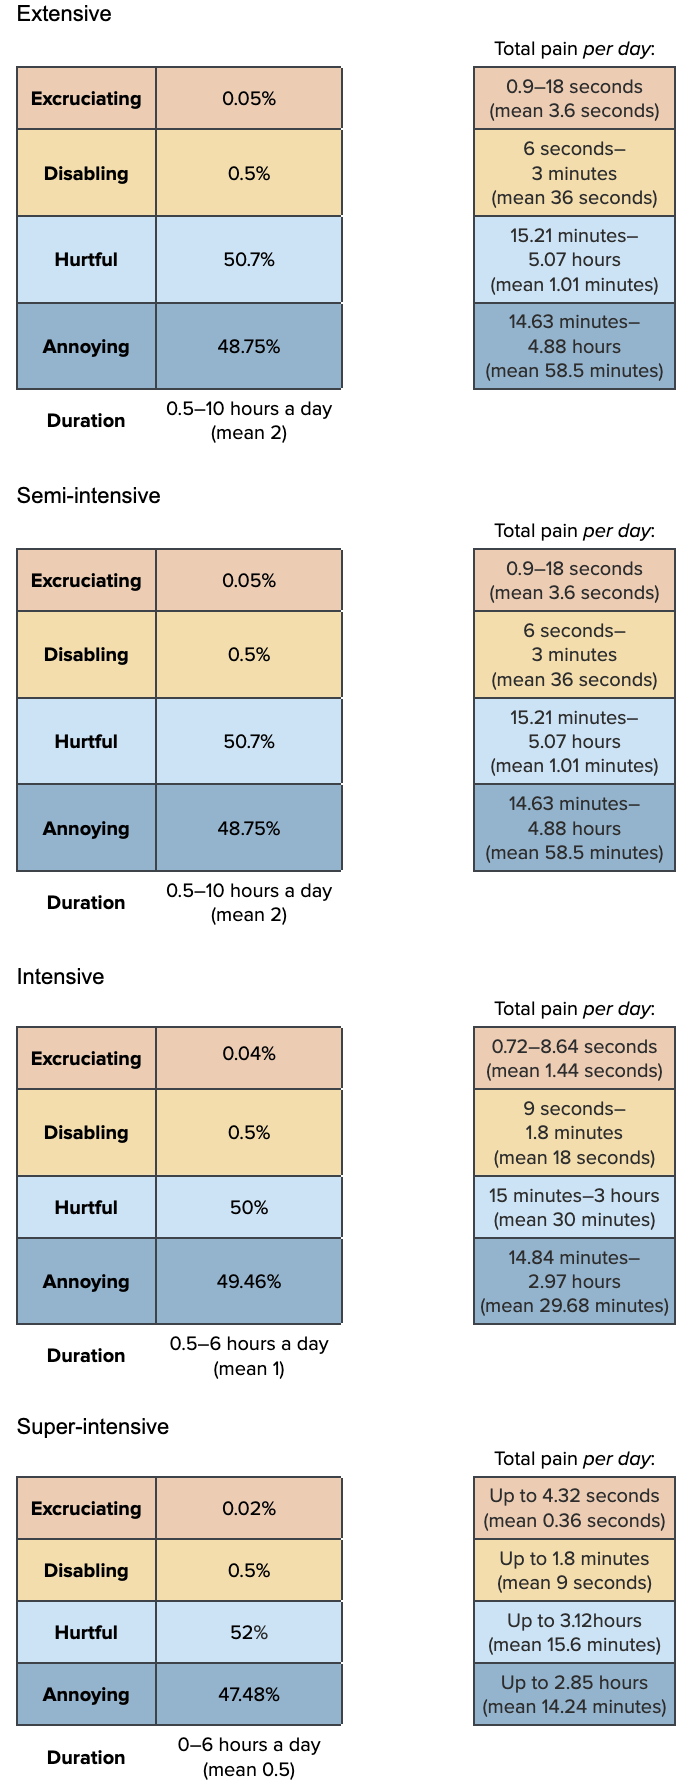 Extensive
Total pain per day:
Excruciating 0.05% 0.9–18 seconds
(mean 3.6 seconds)
Disabling 0.5% 6 seconds–
3 minutes
(mean 36 seconds)
Hurtful 50.7% 15.21 minutes–
5.07 hours
(mean 1.01 minutes)
Annoying 48.75% 14.63 minutes–
4.88 hours
(mean 58.5 minutes)
Duration 0.5–10 hours a day
(mean 2)
Semi-intensive
Total pain per day:
Excruciating 0.05% 0.9–18 seconds
(mean 3.6 seconds)
Disabling 0.5% 6 seconds–
3 minutes
(mean 36 seconds)
Hurtful 50.7% 15.21 minutes–
5.07 hours
(mean 1.01 minutes)
Annoying 48.75% 14.63 minutes–
4.88 hours
(mean 58.5 minutes)
Duration 0.5–10 hours a day
(mean 2)
Intensive
Total pain per day:
Excruciating 0.04% 0.72–8.64 seconds
(mean 1.44 seconds)
Disabling 0.5% 9 seconds–
1.8 minutes
(mean 18 seconds)
Hurtful 50% 15 minutes–3 hours
(mean 30 minutes)
Annoying 49.46% 14.84 minutes–
2.97 hours
(mean 29.68 minutes)
Duration 0.5–6 hours a day
(mean 1)
Super-intensive
Total pain per day:
Excruciating 0.02% Up to 4.32 seconds
(mean 0.36 seconds)
Disabling 0.5% Up to 1.8 minutes
(mean 9 seconds)
Hurtful 52% Up to 3.12hours
(mean 15.6 minutes)
Annoying 47.48% Up to 2.85 hours
(mean 14.24 minutes)
Duration 0–6 hours a day
(mean 0.5)